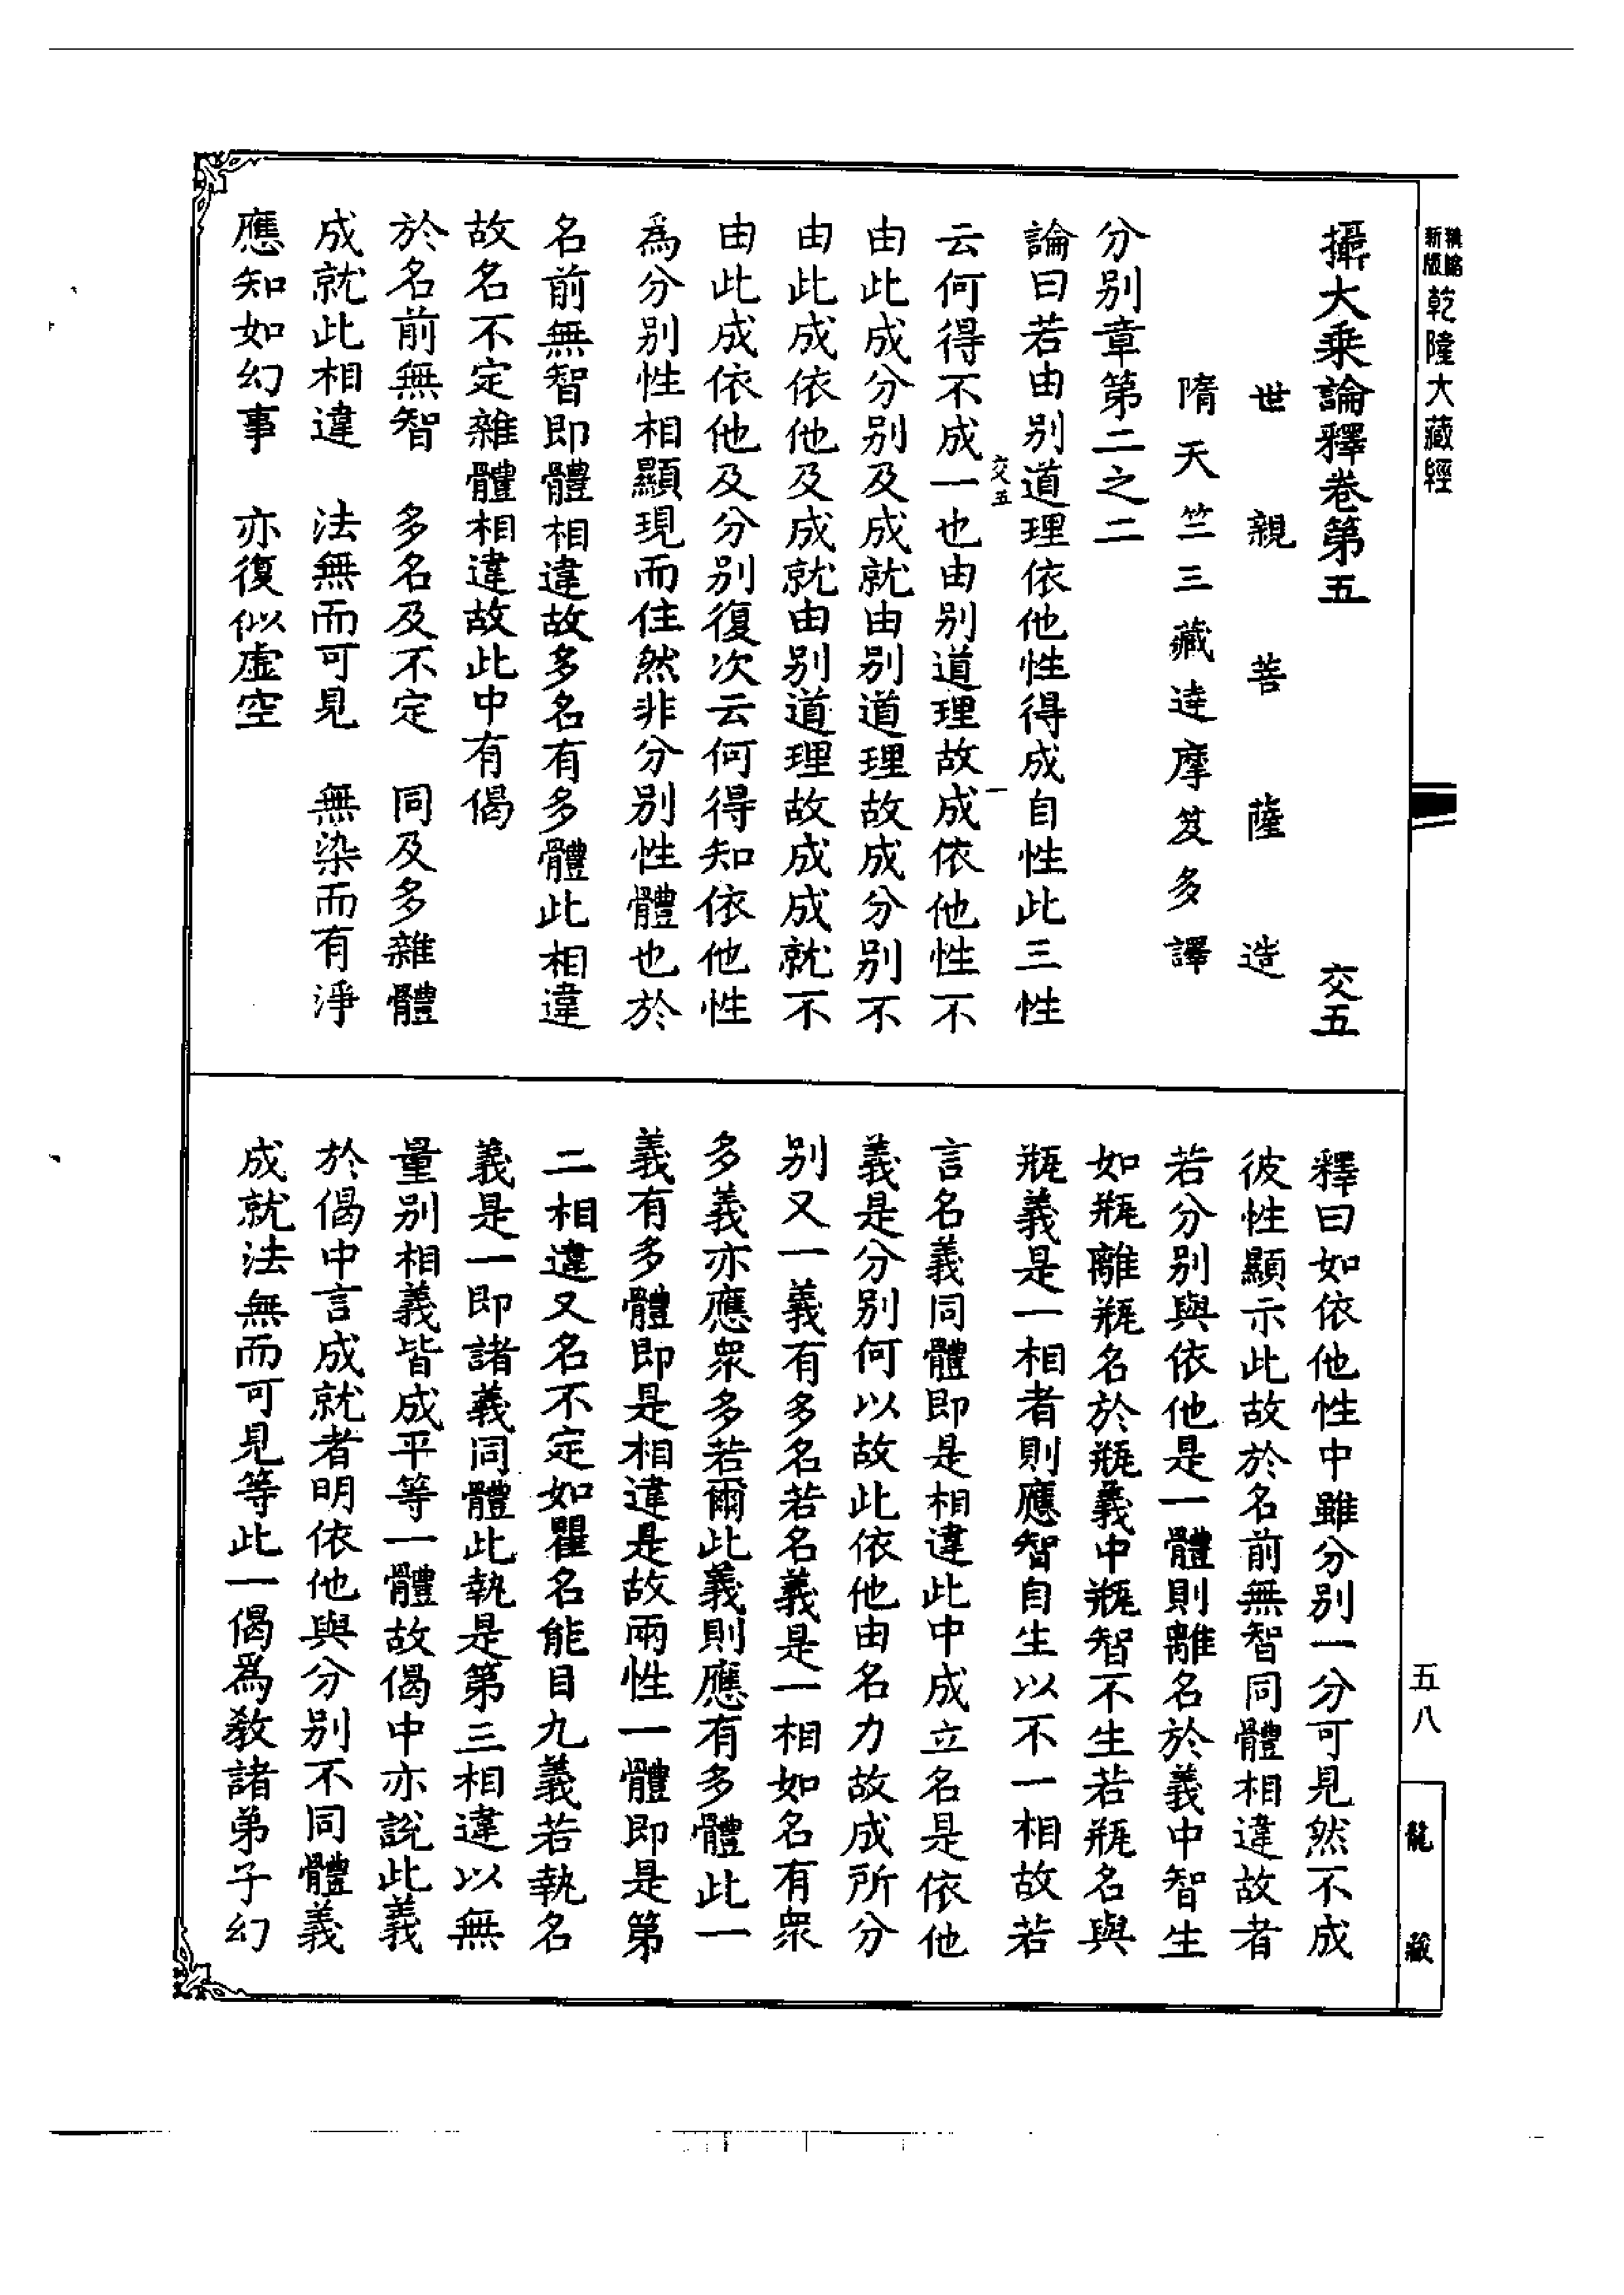 新版
乾隆大藏經
攝大乘論釋卷第五　交五
世親菩薩造
隋天竺三藏達摩笈多譯
分別章第二之二
論曰若由別道理依他性得成自性此三性
交五　一
云何得不成一也由別道理故成依他性不
由此成分別及成就由別道理故成分別不
由此成依他及成就由別道理故成成就不
由此成依他及分別復次云何得知依他性
為分別性相顯現而住然非分別性體也於
名前無智即體相違故多名有多體此相違
故名不定雜體相違故此中有偈
於名前無智　多名及不定　同及多雜體
成就此相違　法無而可見　無染而有淨
應知如幻事　亦復似虛空
釋曰如依他性中雖分別一分可見然不成
彼性顯示此故於名前無智同體相違故者
若分別與依他是一體則離名於義中智生
如瓶離瓶名於瓶義中瓶智不生若瓶名與
瓶義是一相者則應智自生以不一相故若
言名義同體即是相違此中成立名是依他
義是分別何以故此依他由名力故成所分
別又一義有多名若名義是一相如名有眾
多義亦應眾多若爾此義則應有多體此一
義有多體即是相違是故兩性一體即是第
二相違又名不定如瞿名能目九義若執名
義是一即諸義同體此執是第三相違以無
量別相義皆成平等一體故偈中亦說此義
於偈中言成就者明依他與分別不同體義
成就法無而可見等此一偈為教諸弟子幻
五八
龍藏